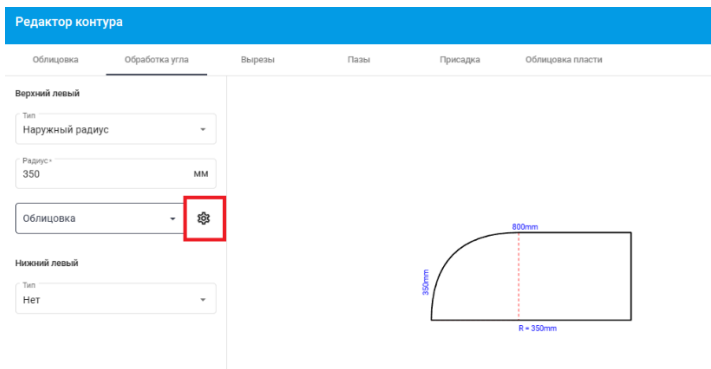 Редактор контура
Облицовка Обработка угла Вырезы Пазы Присадка Облицовка пласти
Верхний левый
Тип
Наружный радиус
Радиус*
350 мм
Облицовка
Нижний левый
Тип
Нет
800mm
350mm
R = 350mm